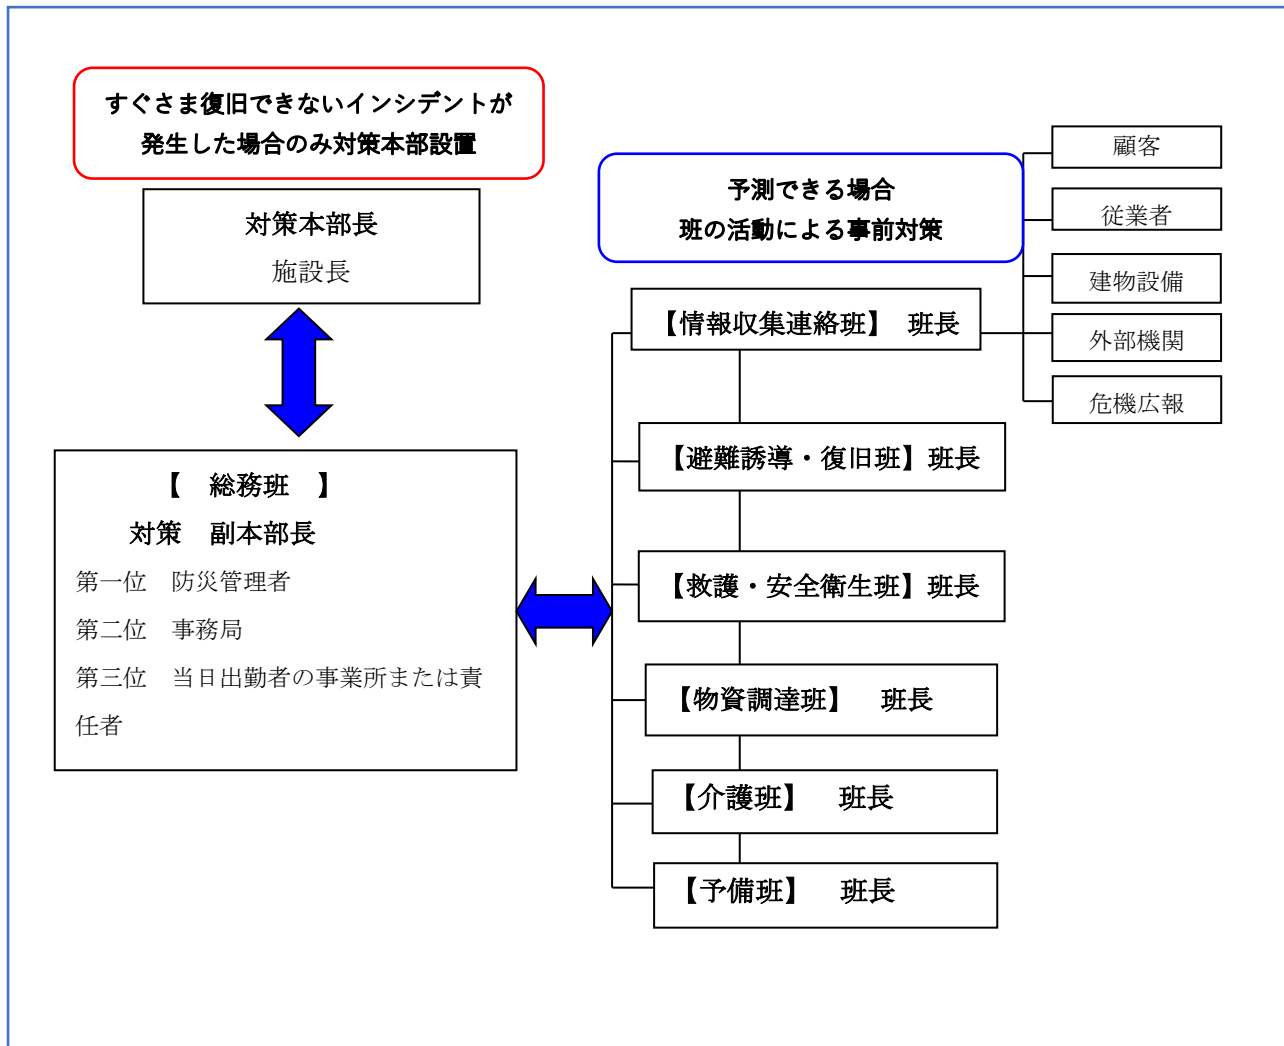 すぐさま復旧できないインシデントが
発生した場合のみ対策本部設置
対策本部長
施設長
【　総務班　】
対策　副本部長
第一位　防災管理者
第二位　事務局
第三位　当日出勤者の事業所または責
任者
予測できる場合
班の活動による事前対策
【情報収集連絡班】　班長
【避難誘導・復旧班】班長
【救護・安全衛生班】班長
【物資調達班】　班長
【介護班】　班長
【予備班】　班長
顧客
従業者
建物設備
外部機関
危機広報